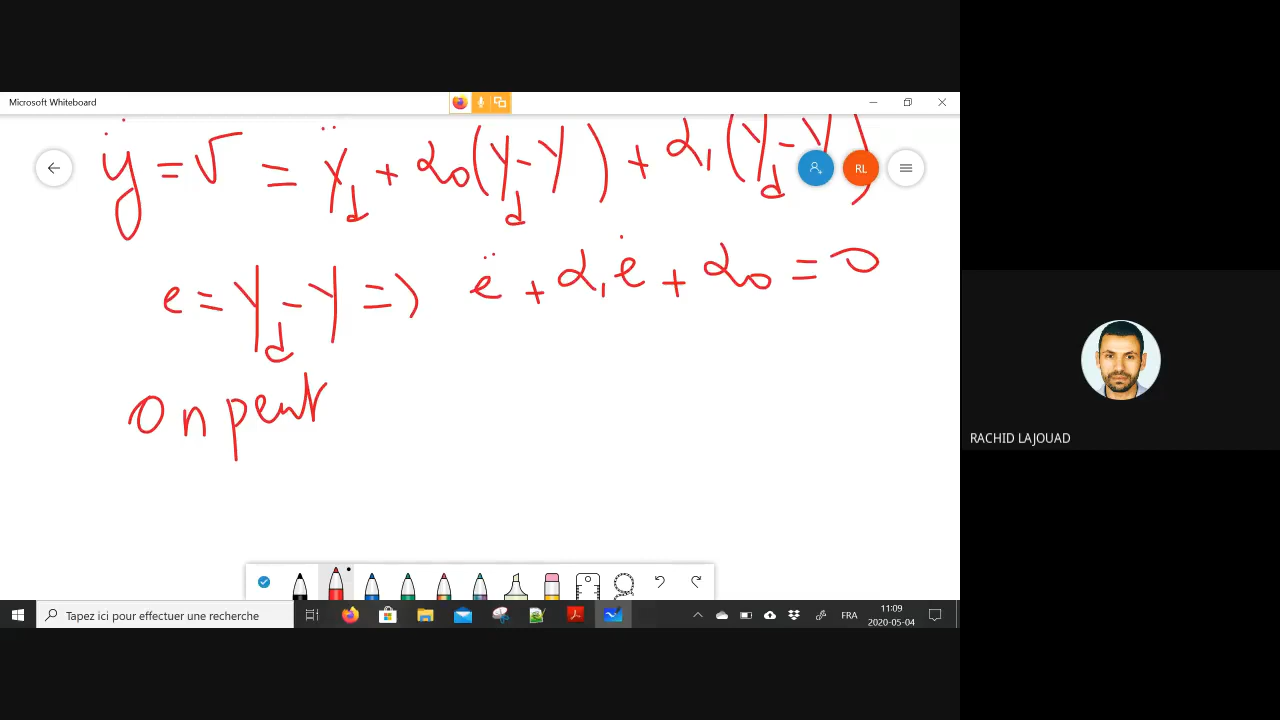 Microsoft Whiteboard
ÿ = v = Ÿd + α0(Yd - Y) + α1(Ẏd - Ẏ)
RL
e = Yd - Y => ë + α1ė + α0 = 0
On peut
RACHID LAJOUAD
Tapez ici pour effectuer une recherche
FRA
11:09
2020-05-04